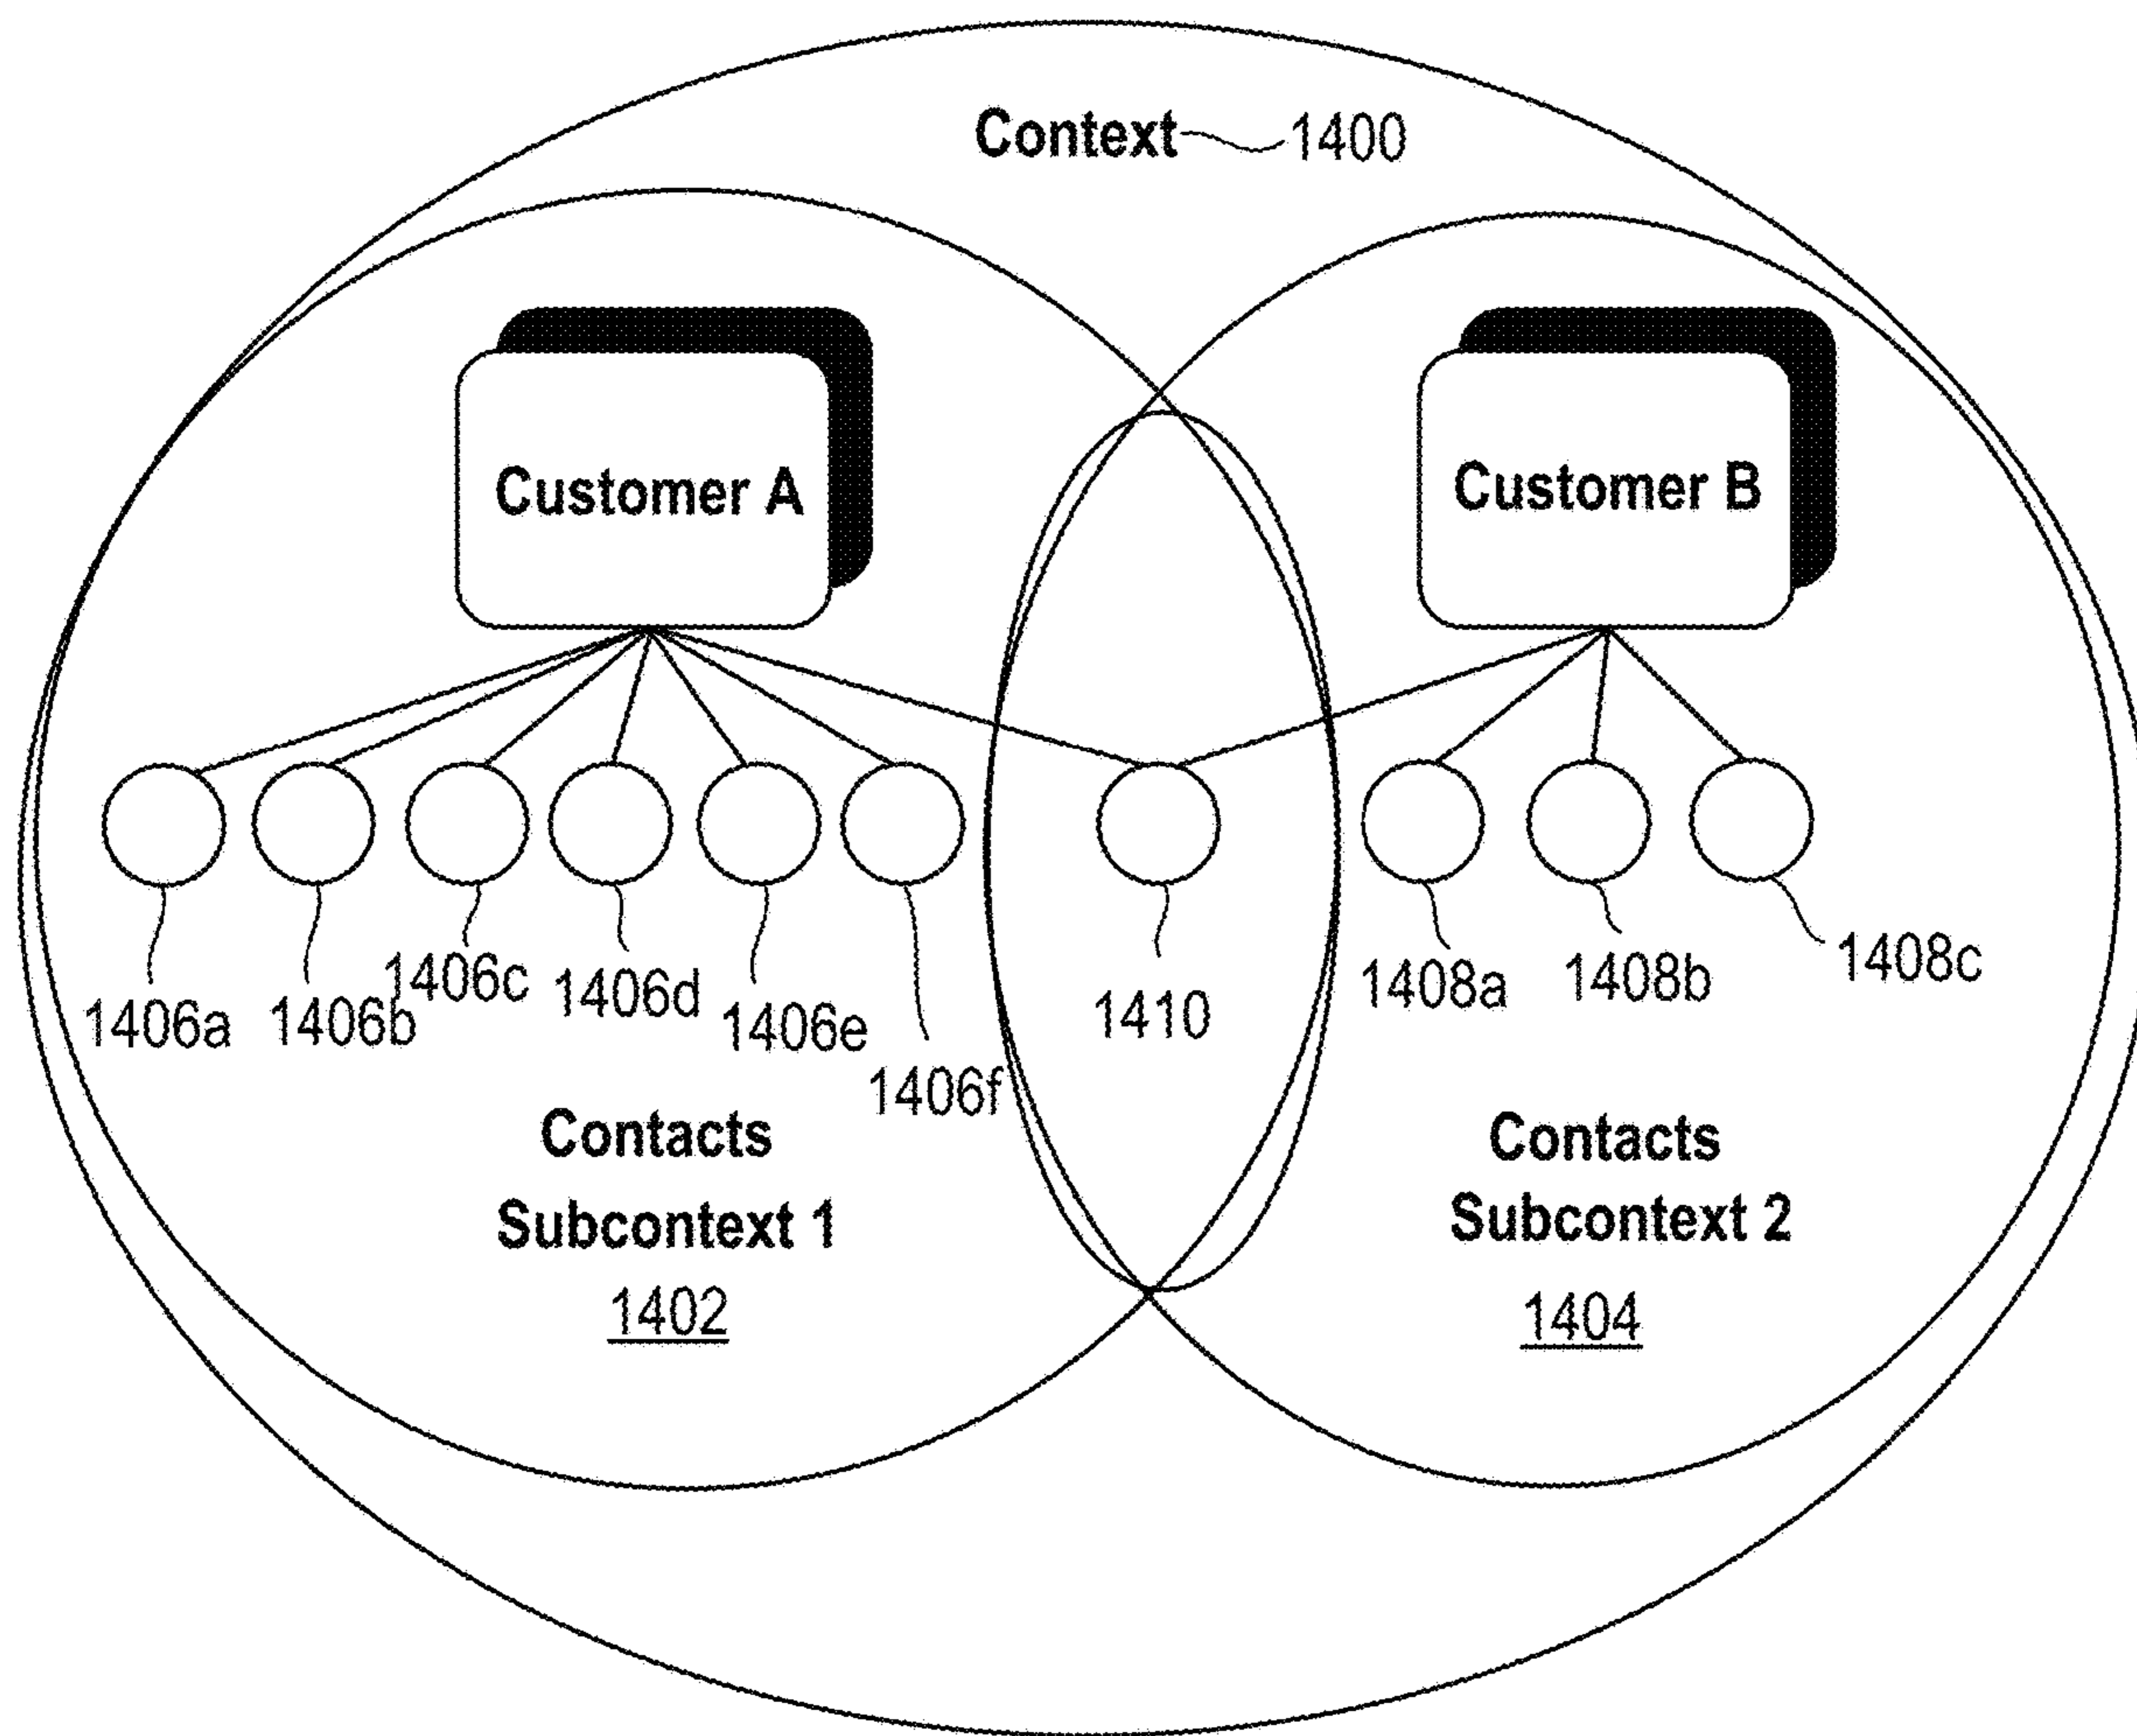 Context 1400
Customer A
Customer B
1406a
1406b
1406c
1406d
1406e
1406f
1410
1408a
1408b
1408c
Contacts
Subcontext 1
1402
Contacts
Subcontext 2
1404